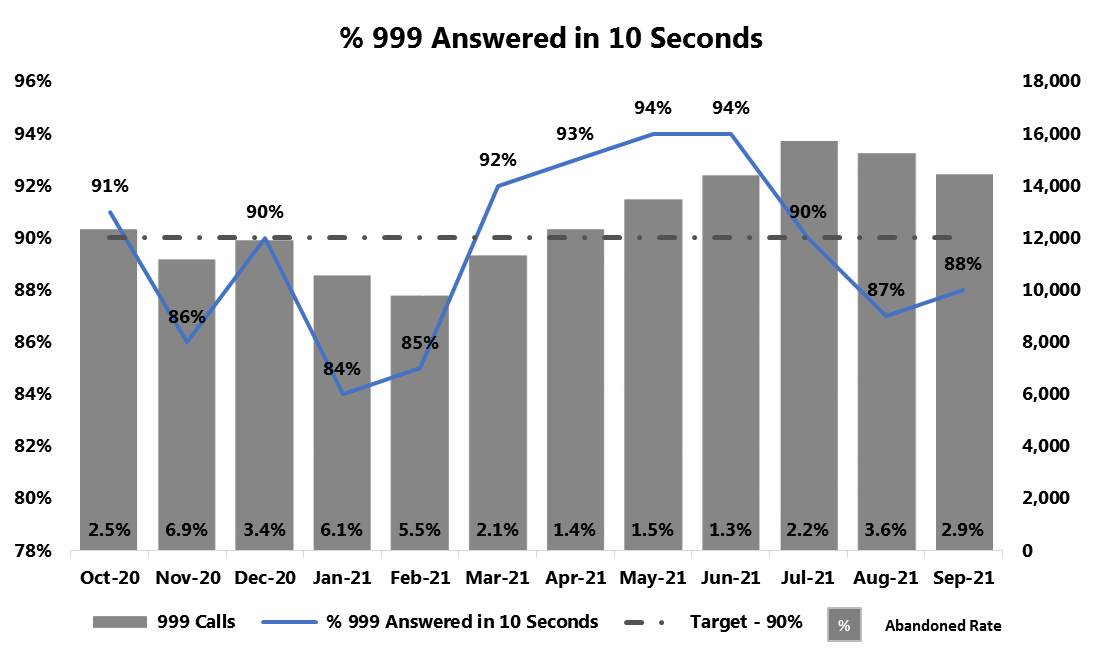 % 999 Answered in 10 Seconds
96% 18,000
94% 94%
94% 93% 16,000
92%
92% 91% 14,000
90% 90%
90% 12,000
88%
88% 87% 10,000
86%
86% 85% 8,000
84%
84% 6,000
82% 4,000
80% 2,000
2.5% 6.9% 3.4% 6.1% 5.5% 2.1% 1.4% 1.5% 1.3% 2.2% 3.6% 2.9%
78% 0
Oct-20 Nov-20 Dec-20 Jan-21 Feb-21 Mar-21 Apr-21 May-21 Jun-21 Jul-21 Aug-21 Sep-21
999 Calls % 999 Answered in 10 Seconds Target - 90% % Abandoned Rate